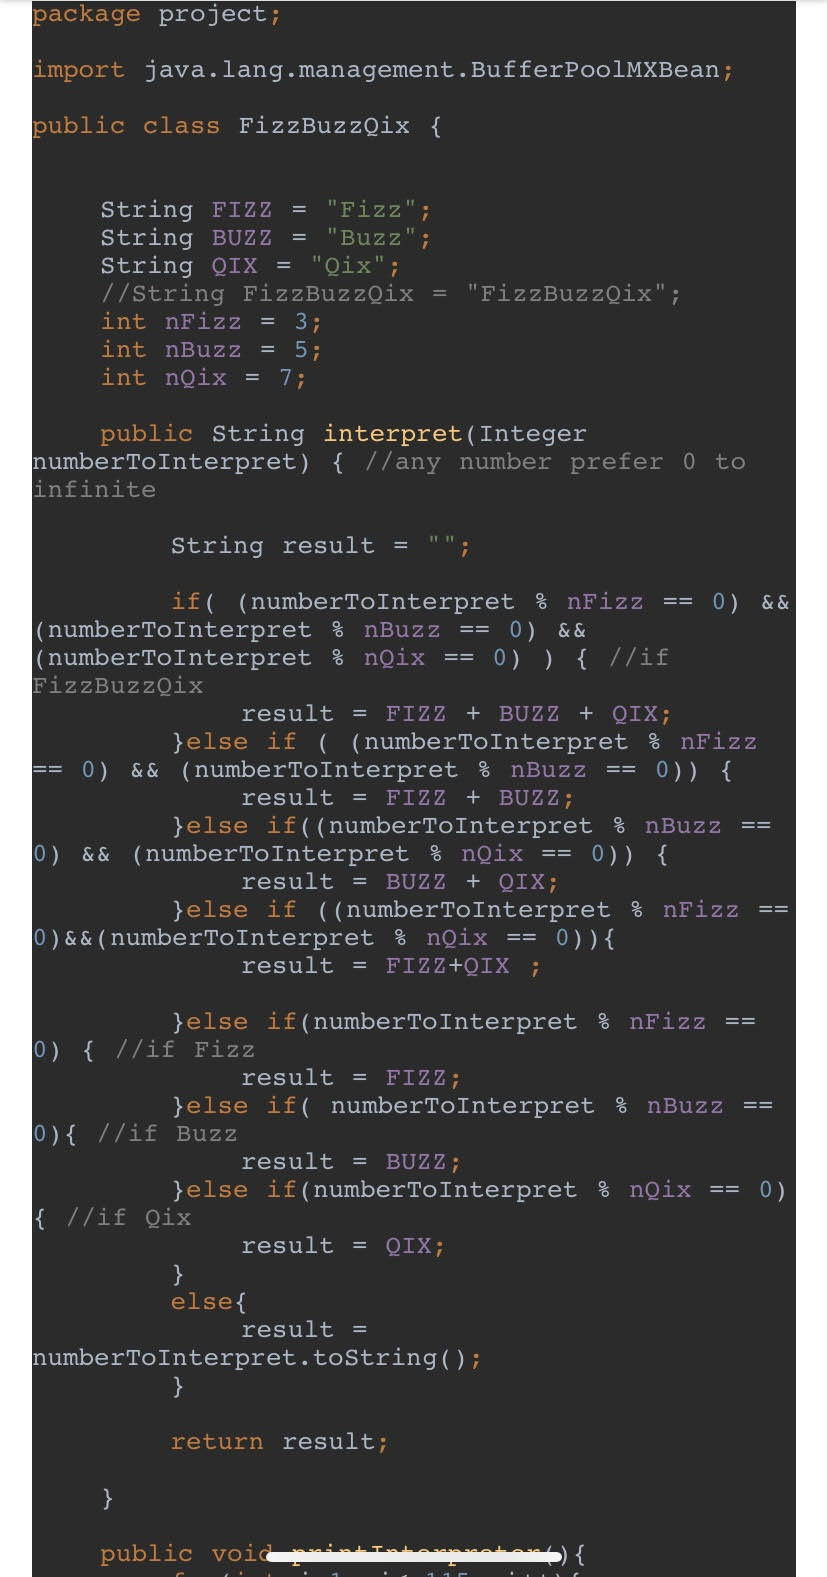 package project;
import java.lang.management.BufferPoolMXBean;
public class FizzBuzzQix {
String FIZZ = "Fizz";
String BUZZ = "Buzz";
String QIX = "Qix";
//String FizzBuzzQix = "FizzBuzzQix";
int nFizz = 3;
int nBuzz = 5;
int nQix = 7;
public String interpret(Integer
numberToInterpret) { //any number prefer 0 to
infinite
String result = "";
if( (numberToInterpret % nFizz == 0) &&
(numberToInterpret % nBuzz == 0) &&
(numberToInterpret % nQix == 0) ) { //if
FizzBuzzQix
result = FIZZ + BUZZ + QIX;
}else if ( (numberToInterpret % nFizz
== 0) && (numberToInterpret % nBuzz == 0)) {
result = FIZZ + BUZZ;
}else if((numberToInterpret % nBuzz ==
0) && (numberToInterpret % nQix == 0)) {
result = BUZZ + QIX;
}else if ((numberToInterpret % nFizz ==
0)&&(numberToInterpret % nQix == 0)){
result = FIZZ+QIX ;
}else if(numberToInterpret % nFizz ==
0) { //if Fizz
result = FIZZ;
}else if( numberToInterpret % nBuzz ==
0){ //if Buzz
result = BUZZ;
}else if(numberToInterpret % nQix == 0)
{ //if Qix
result = QIX;
}
else{
result =
numberToInterpret.toString();
}
return result;
}
public void printInterpreter(){